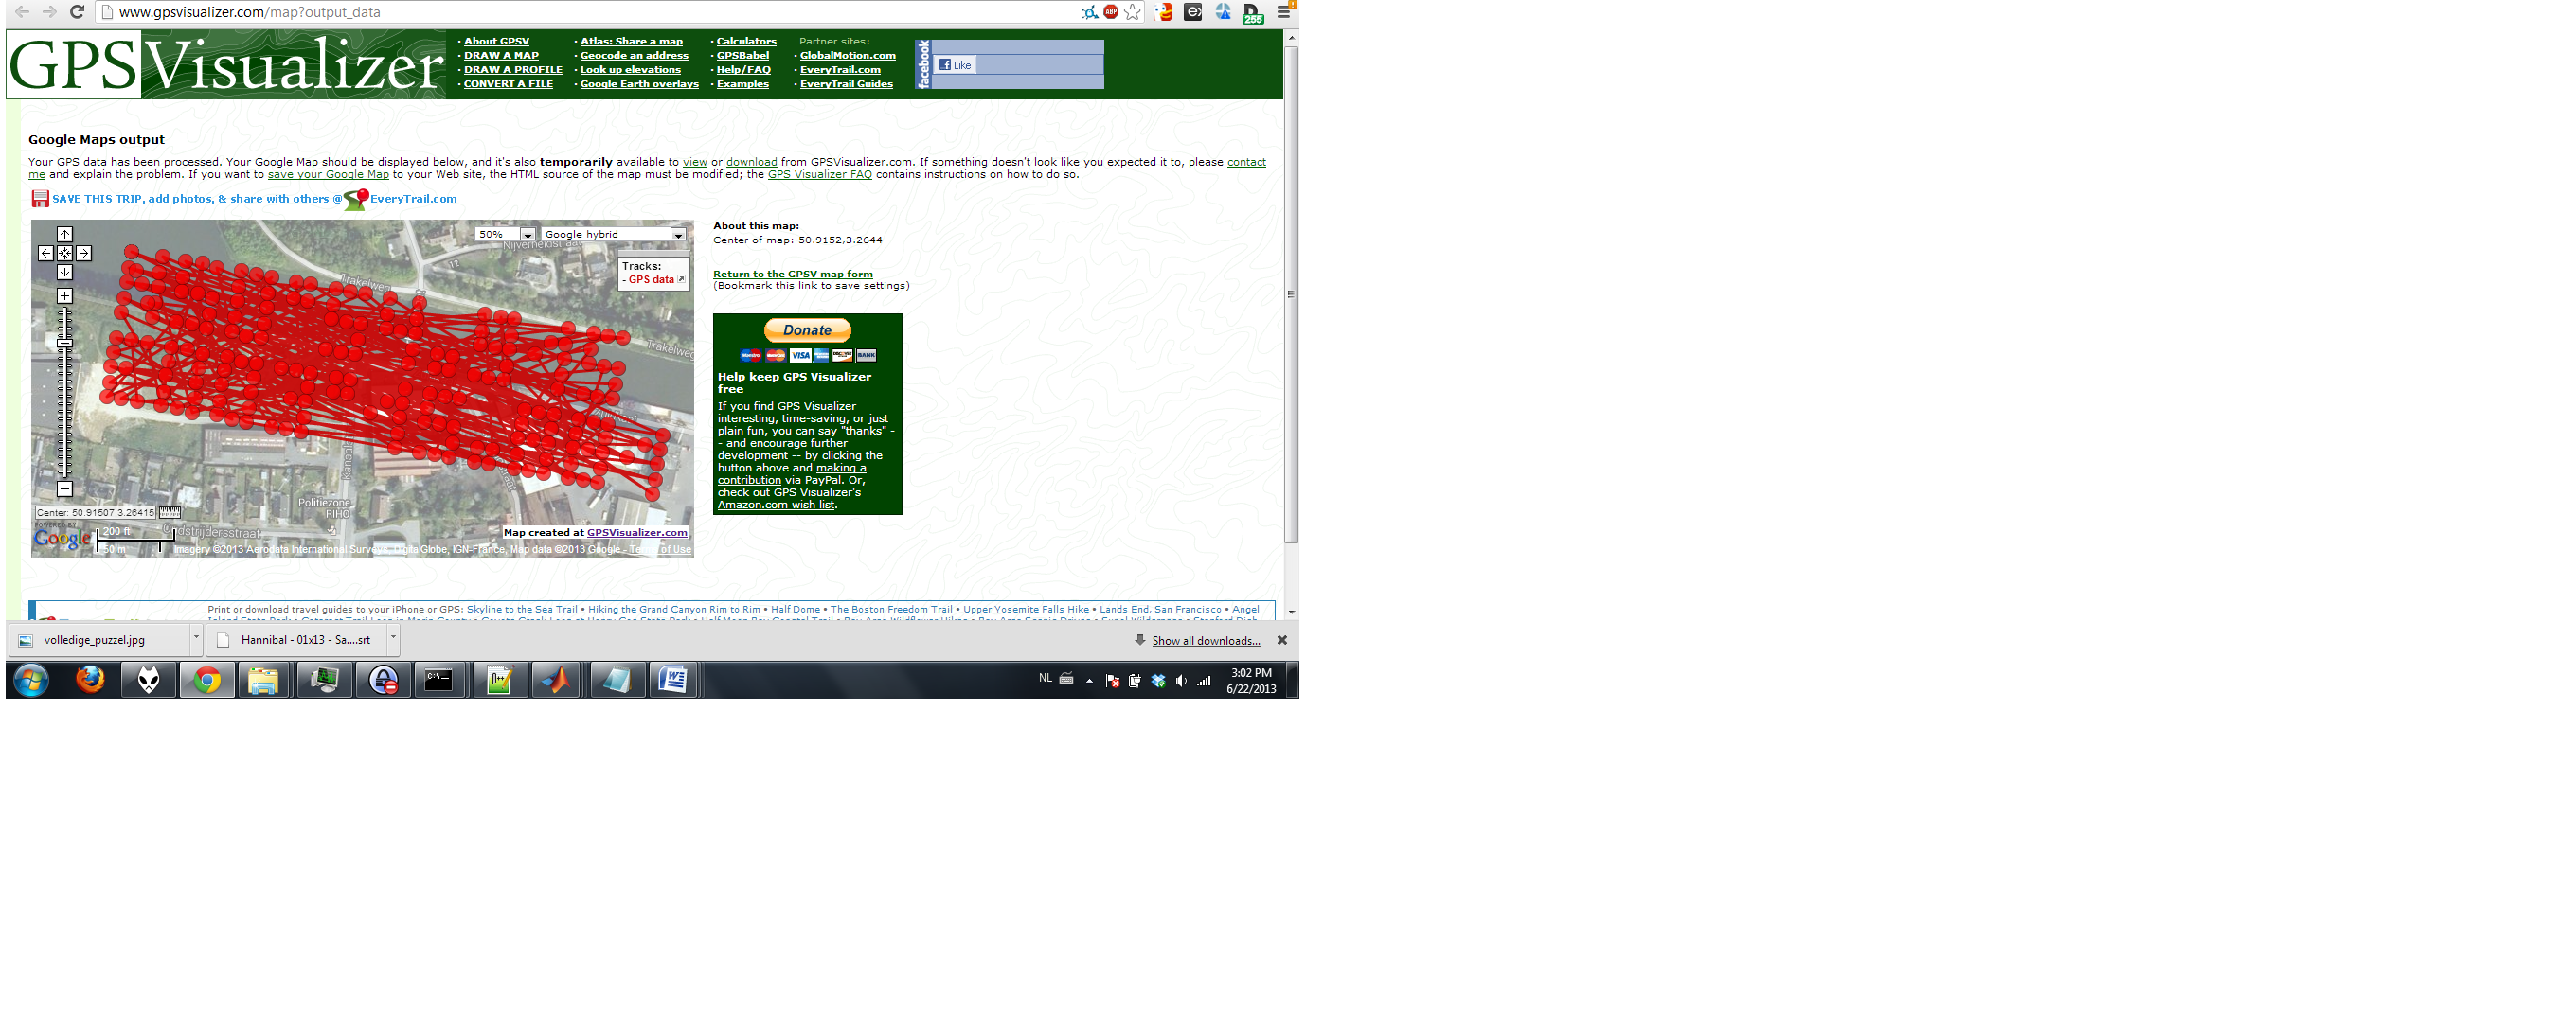 www.gpsvisualizer.com/map?output_data
ABP
255
GPS Visualizer
· About GPSV
· DRAW A MAP
· DRAW A PROFILE
· CONVERT A FILE
· Atlas: Share a map
· Geocode an address
· Look up elevations
· Google Earth overlays
· Calculators
· GPSBabel
· Help/FAQ
· Examples
Partner sites:
· GlobalMotion.com
· EveryTrail.com
· EveryTrail Guides
facebook
Like
Google Maps output
Your GPS data has been processed. Your Google Map should be displayed below, and it's also temporarily available to view or download from GPSVisualizer.com. If something doesn't look like you expected it to, please contact
me and explain the problem. If you want to save your Google Map to your Web site, the HTML source of the map must be modified; the GPS Visualizer FAQ contains instructions on how to do so.
SAVE THIS TRIP, add photos, & share with others @ EveryTrail.com
50%
Google hybrid
Nijverheidstraat
12
Tracks:
- GPS data
Trakelweg
Trakelweg
Kanaalstr
Politiezone
RIHO
Center: 50.91507,3.26415
POWERED BY
Google
200 ft
50 m
dstrijdersstraat
Map created at GPSVisualizer.com
Imagery ©2013 Aerodata International Surveys, DigitalGlobe, IGN-France, Map data ©2013 Google - Terms of Use
About this map:
Center of map: 50.9152,3.2644
Return to the GPSV map form
(Bookmark this link to save settings)
Donate
VISA
BANK
Help keep GPS Visualizer
free
If you find GPS Visualizer
interesting, time-saving, or just
plain fun, you can say "thanks" -
- and encourage further
development -- by clicking the
button above and making a
contribution via PayPal. Or,
check out GPS Visualizer's
Amazon.com wish list.
Print or download travel guides to your iPhone or GPS: Skyline to the Sea Trail • Hiking the Grand Canyon Rim to Rim • Half Dome • The Boston Freedom Trail • Upper Yosemite Falls Hike • Lands End, San Francisco • Angel
volledige_puzzel.jpg
Hannibal - 01x13 - Sa....srt
Show all downloads...
NL
3:02 PM
6/22/2013